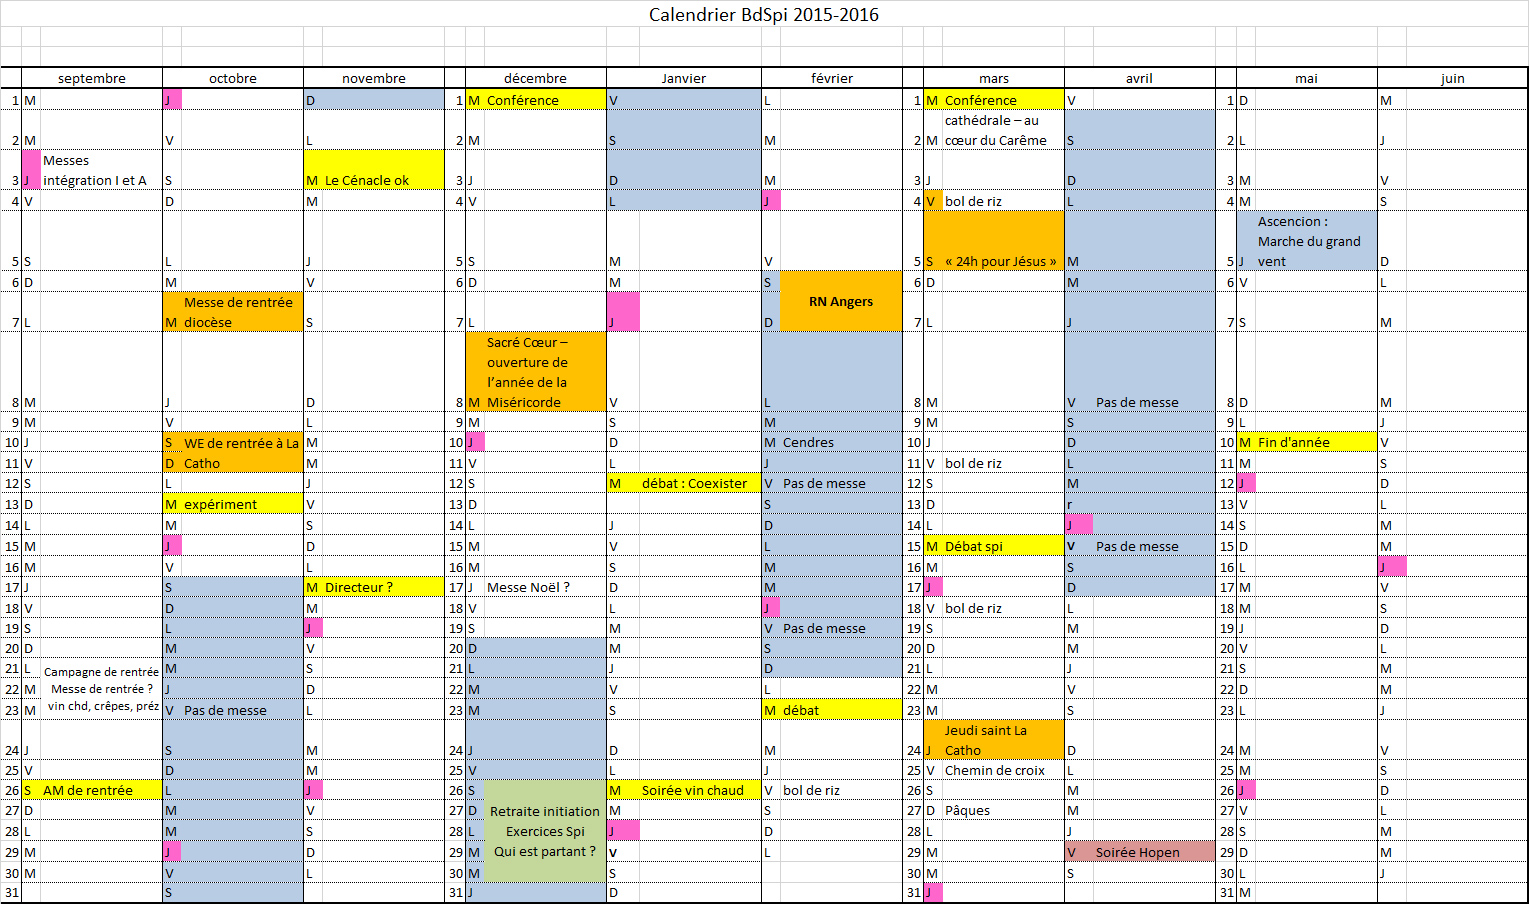 Calendrier BdSpi 2015-2016
septembre octobre novembre décembre Janvier février mars avril mai juin
1 M J D 1 M Conférence V L 1 M Conférence V 1 D M
cathédrale – au
2 M V L 2 M S M 2 M cœur du Carême S 2 L J
Messes
3 J intégration I et A S M Le Cénacle ok 3 J D M 3 J D 3 M V
4 V D M 4 V L J 4 V bol de riz L 4 M S
Ascencion :
Marche du grand
5 S L J 5 S M V 5 S « 24h pour Jésus » M 5 J vent D
6 D M V 6 D M S 6 D M 6 V L
Messe de rentrée
RN Angers
7 L M diocèse S 7 L J D 7 L J 7 S M
Sacré Cœur –
ouverture de
l'année de la
8 M J D 8 M Miséricorde V L 8 M V Pas de messe 8 D M
9 M V L 9 M S M 9 M S 9 L J
10 J S WE de rentrée à La M 10 J D M Cendres 10 J D 10 M Fin d'année V
11 V D Catho M 11 V L J 11 V bol de riz L 11 M S
12 S L J 12 S M débat : Coexister V Pas de messe 12 S M 12 J D
13 D M expériment V 13 D S 13 D r 13 V L
14 L M S 14 L J D 14 L J 14 S M
15 M J D 15 M V L 15 M Débat spi V Pas de messe 15 D M
16 M V L 16 M S M 16 M S 16 L J
17 J S M Directeur ? 17 J Messe Noël ? D M 17 J D 17 M V
18 V D M 18 V L J 18 V bol de riz L 18 M S
19 S L J 19 S M V Pas de messe 19 S M 19 J D
20 D M V 20 D M S 20 D M 20 V L
21 L Campagne de rentrée M S 21 L J D 21 L J 21 S M
22 M Messe de rentrée ? J D 22 M V L 22 M V 22 D M
23 M vin chd, crêpes, préz V Pas de messe L 23 M S M débat 23 M S 23 L J
Jeudi saint La
24 J S M 24 J D M 24 J Catho D 24 M V
25 V D M 25 V L J 25 V Chemin de croix L 25 M S
26 S AM de rentrée L J 26 S M Soirée vin chaud V bol de riz 26 S M 26 J D
27 D M V 27 D Retraite initiation M S 27 D Pâques M 27 V L
28 L M S 28 L Exercices Spi J D 28 L J 28 S M
29 M J D 29 M Qui est partant ? v L 29 M V Soirée Hopen 29 D M
30 M V L 30 M S 30 M S 30 L J
31 S 31 J D 31 J 31 M